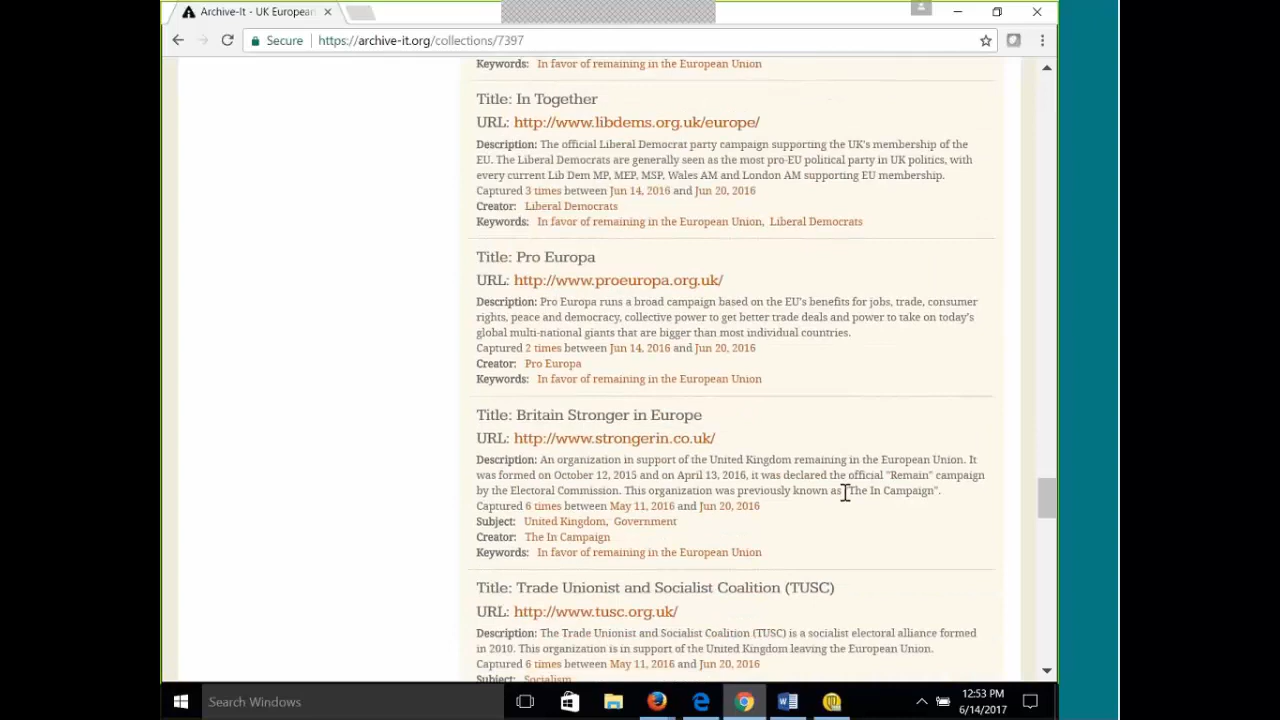 Archive-It - UK European
Secure https://archive-it.org/collections/7397
Keywords: In favor of remaining in the European Union
Title: In Together
URL: http://www.libdems.org.uk/europe/
Description: The official Liberal Democrat party campaign supporting the UK's membership of the
EU. The Liberal Democrats are generally seen as the most pro-EU political party in UK politics, with
every current Lib Dem MP, MEP, MSP, Wales AM and London AM supporting EU membership.
Captured 3 times between Jun 14, 2016 and Jun 20, 2016
Creator: Liberal Democrats
Keywords: In favor of remaining in the European Union, Liberal Democrats
Title: Pro Europa
URL: http://www.proeuropa.org.uk/
Description: Pro Europa runs a broad campaign based on the EU's benefits for jobs, trade, consumer
rights, peace and democracy, collective power to get better trade deals and power to take on today's
global multi-national giants that are bigger than most individual countries.
Captured 2 times between Jun 14, 2016 and Jun 20, 2016
Creator: Pro Europa
Keywords: In favor of remaining in the European Union
Title: Britain Stronger in Europe
URL: http://www.strongerin.co.uk/
Description: An organization in support of the United Kingdom remaining in the European Union. It
was formed on October 12, 2015 and on April 13, 2016, it was declared the official "Remain" campaign
by the Electoral Commission. This organization was previously known as "The In Campaign".
Captured 6 times between May 11, 2016 and Jun 20, 2016
Subject: United Kingdom, Government
Creator: The In Campaign
Keywords: In favor of remaining in the European Union
Title: Trade Unionist and Socialist Coalition (TUSC)
URL: http://www.tusc.org.uk/
Description: The Trade Unionist and Socialist Coalition (TUSC) is a socialist electoral alliance formed
in 2010. This organization is in support of the United Kingdom leaving the European Union.
Captured 6 times between May 11, 2016 and Jun 20, 2016
Subject: Socialism
Search Windows
12:53 PM
6/14/2017